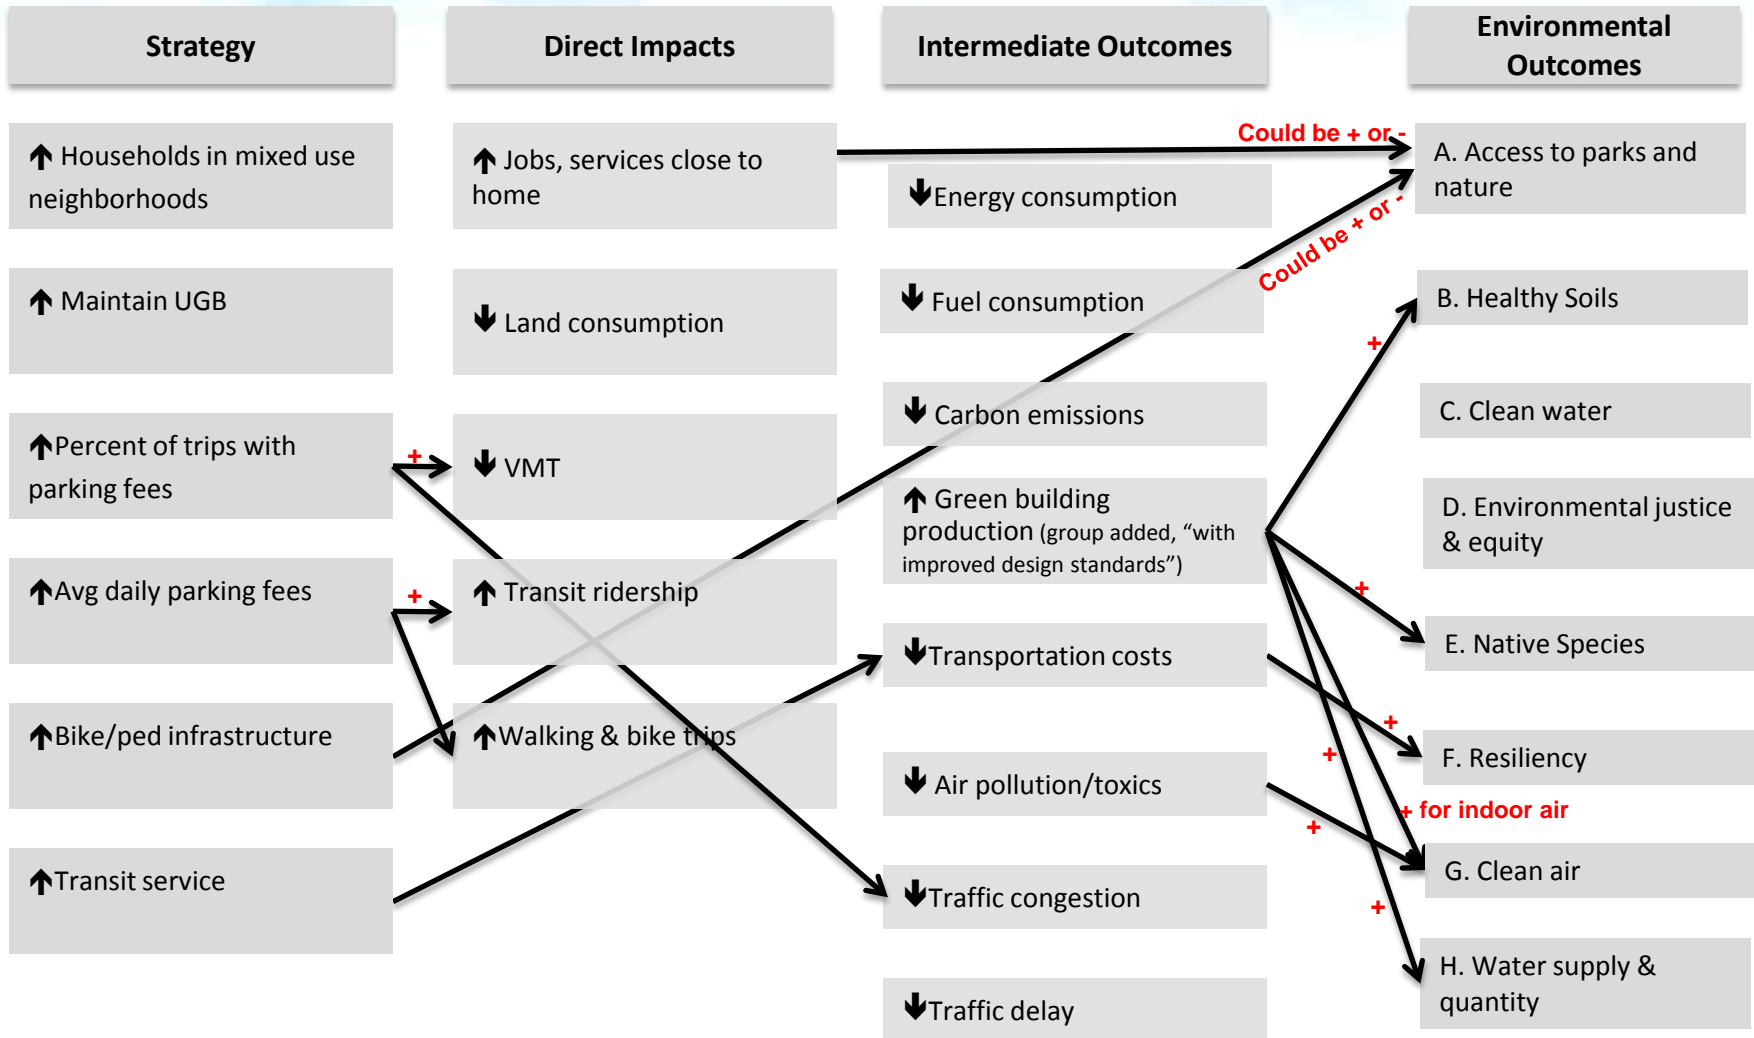 Strategy
Direct Impacts
Intermediate Outcomes
Environmental
Outcomes
Households in mixed use
neighborhoods
Maintain UGB
Percent of trips with
parking fees
Avg daily parking fees
Bike/ped infrastructure
Transit service
Jobs, services close to
home
Land consumption
VMT
Transit ridership
Walking & bike trips
Energy consumption
Fuel consumption
Carbon emissions
Green building
production (group added, “with
improved design standards”)
Transportation costs
Air pollution/toxics
Traffic congestion
Traffic delay
A. Access to parks and
nature
B. Healthy Soils
C. Clean water
D. Environmental justice
& equity
E. Native Species
F. Resiliency
G. Clean air
H. Water supply &
quantity
Could be + or -
Could be + or -
+
+
+
+
+
+
+
+
+ for indoor air